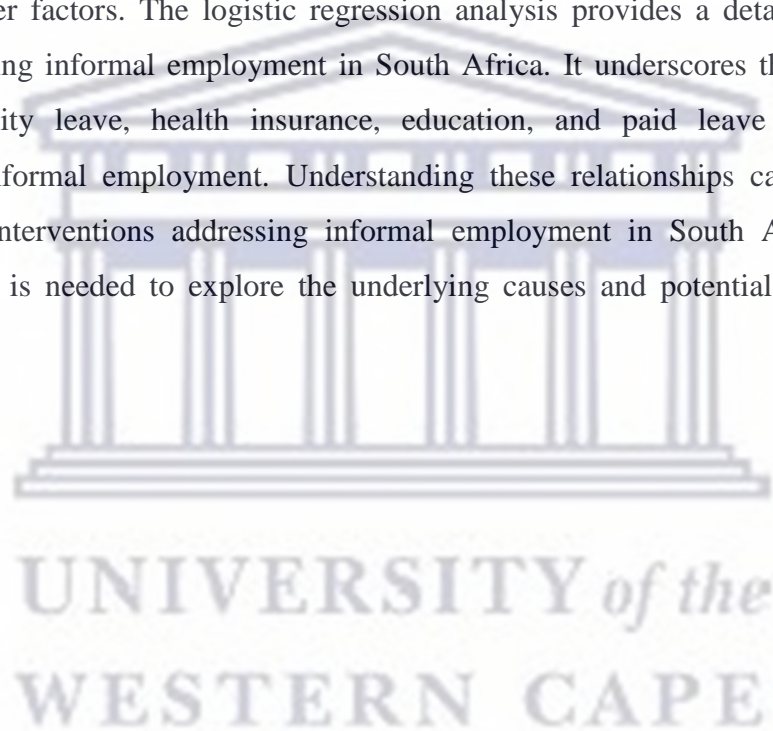 er factors. The logistic regression analysis provides a deta
ng informal employment in South Africa. It underscores th
ity leave, health insurance, education, and paid leave
nformal employment. Understanding these relationships ca
nterventions addressing informal employment in South A
is needed to explore the underlying causes and potential
UNIVERSITY of the
WESTERN CAPE